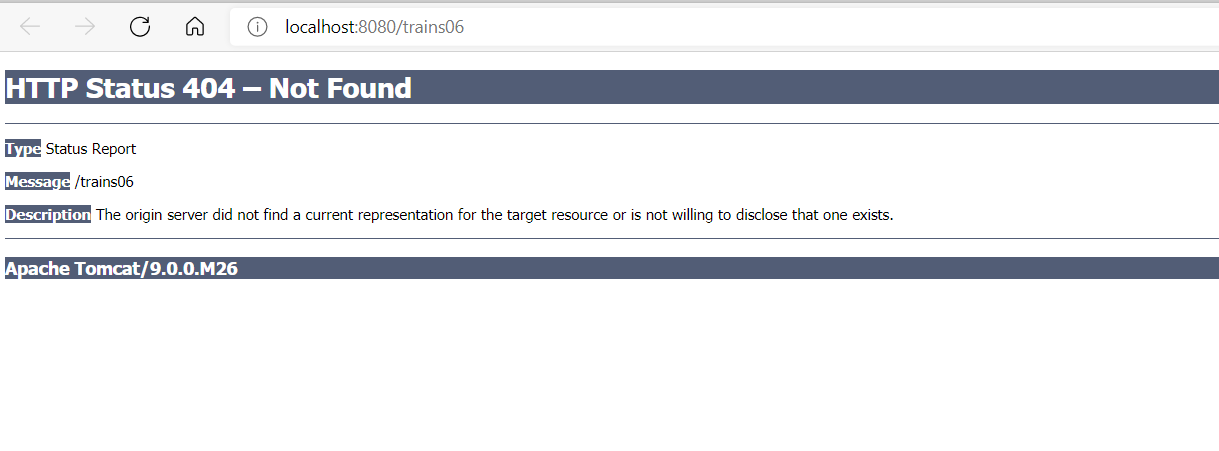 localhost:8080/trains06
HTTP Status 404 – Not Found
Type Status Report
Message /trains06
Description The origin server did not find a current representation for the target resource or is not willing to disclose that one exists.
Apache Tomcat/9.0.0.M26